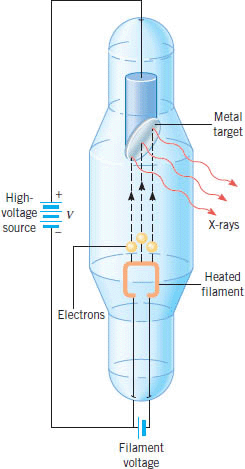 Metal
target
X-rays
High-
voltage
source
+
V
−
Electrons
Heated
filament
Filament
voltage